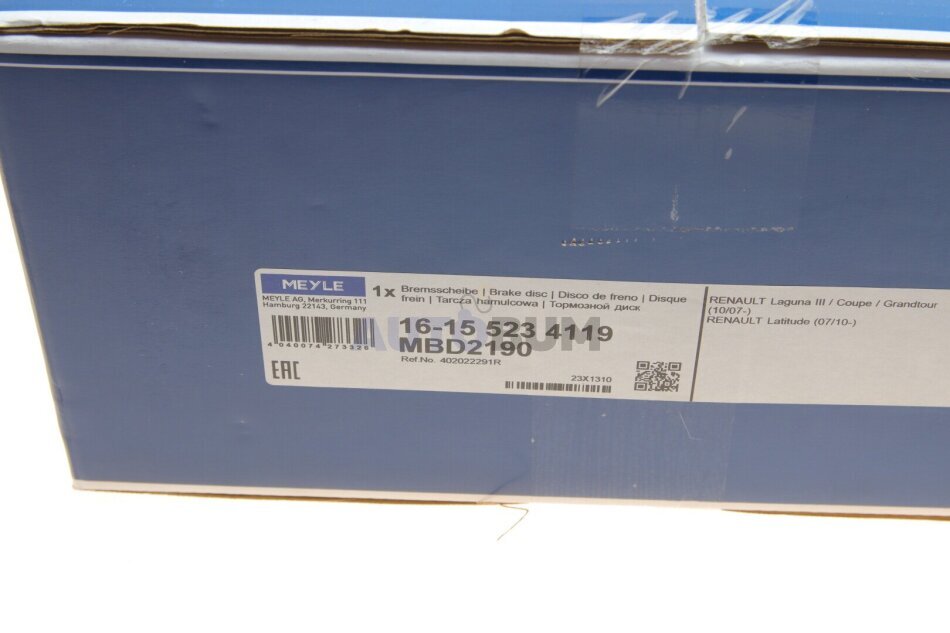 MEYLE
MEYLE AG, Merkurring 111
Hamburg 22143, Germany
4 040074 273326
EAC
1x Bremsscheibe | Brake disc | Disco de freno | Disque
frein | Tarcza hamulcowa | Тормозной диск
AUTOBUM
16-15 523 4119
MBD2190
Ref.No. 402022291R
23X1310
RENAULT Laguna III / Coupe / Grandtour
(10/07-)
RENAULT Latitude (07/10-)